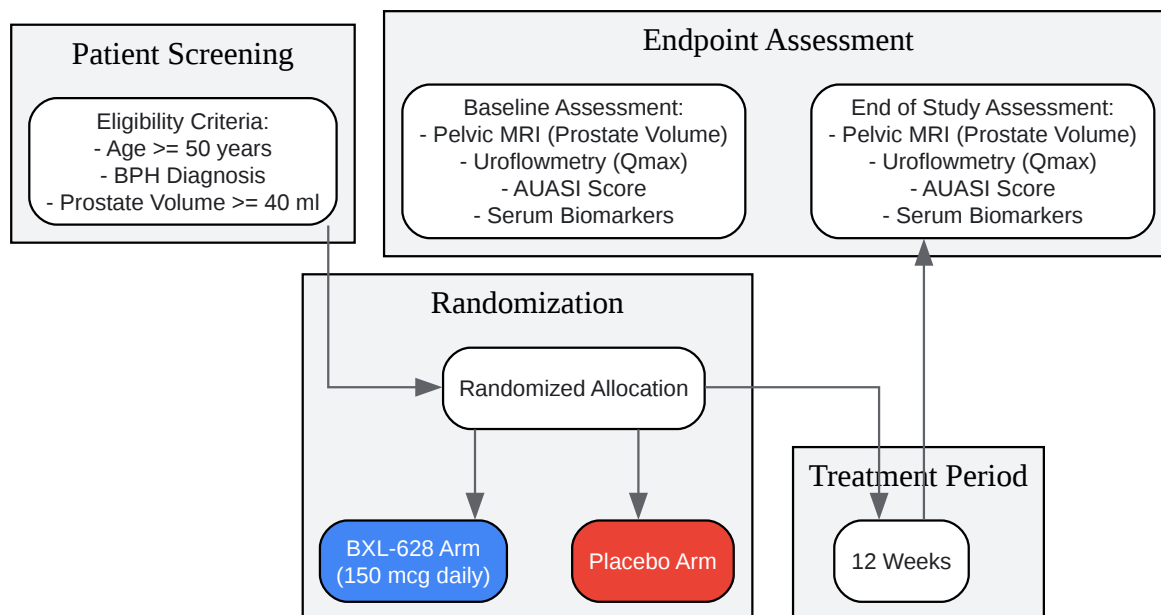 Patient Screening
Eligibility Criteria:
- Age >= 50 years
- BPH Diagnosis
- Prostate Volume >= 40 ml
Endpoint Assessment
Baseline Assessment:
- Pelvic MRI (Prostate Volume)
- Uroflowmetry (Qmax)
- AUASI Score
- Serum Biomarkers
End of Study Assessment:
- Pelvic MRI (Prostate Volume)
- Uroflowmetry (Qmax)
- AUASI Score
- Serum Biomarkers
Randomization
Randomized Allocation
BXL-628 Arm
(150 mcg daily)
Placebo Arm
Treatment Period
12 Weeks